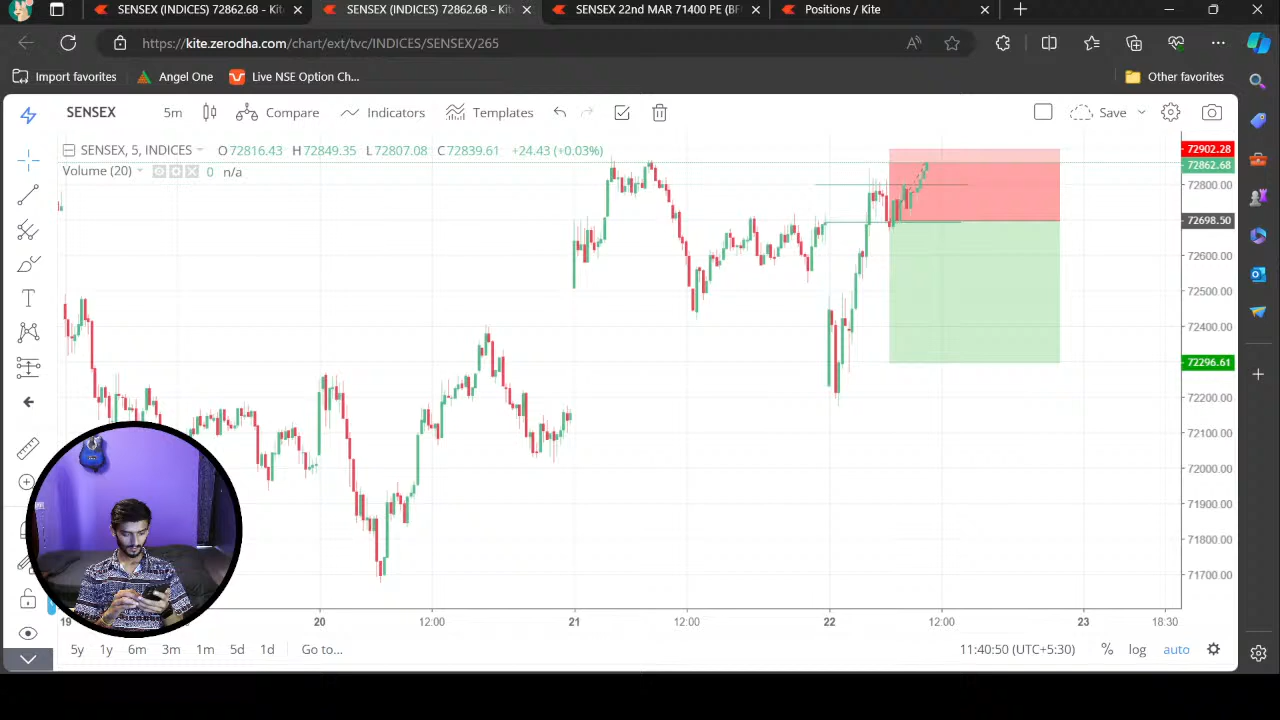 SENSEX (INDICES) 72862.68 - Kite
SENSEX (INDICES) 72862.68 - Kite
SENSEX 22nd MAR 71400 PE (BF
Positions / Kite
https://kite.zerodha.com/chart/ext/tvc/INDICES/SENSEX/265
Import favorites
Angel One
Live NSE Option Ch...
Other favorites
SENSEX
5m
Compare
Indicators
Templates
Save
SENSEX, 5, INDICES
O72816.43 H72849.35 L72807.08 C72839.61 +24.43 (+0.03%)
Volume (20)
0 n/a
72902.28
72862.68
72800.00
72698.50
72600.00
72500.00
72400.00
72296.61
72200.00
72100.00
72000.00
71900.00
71800.00
71700.00
19
20
12:00
21
12:00
22
12:00
23
18:30
5y 1y 6m 3m 1m 5d 1d Go to...
11:40:50 (UTC+5:30) % log auto